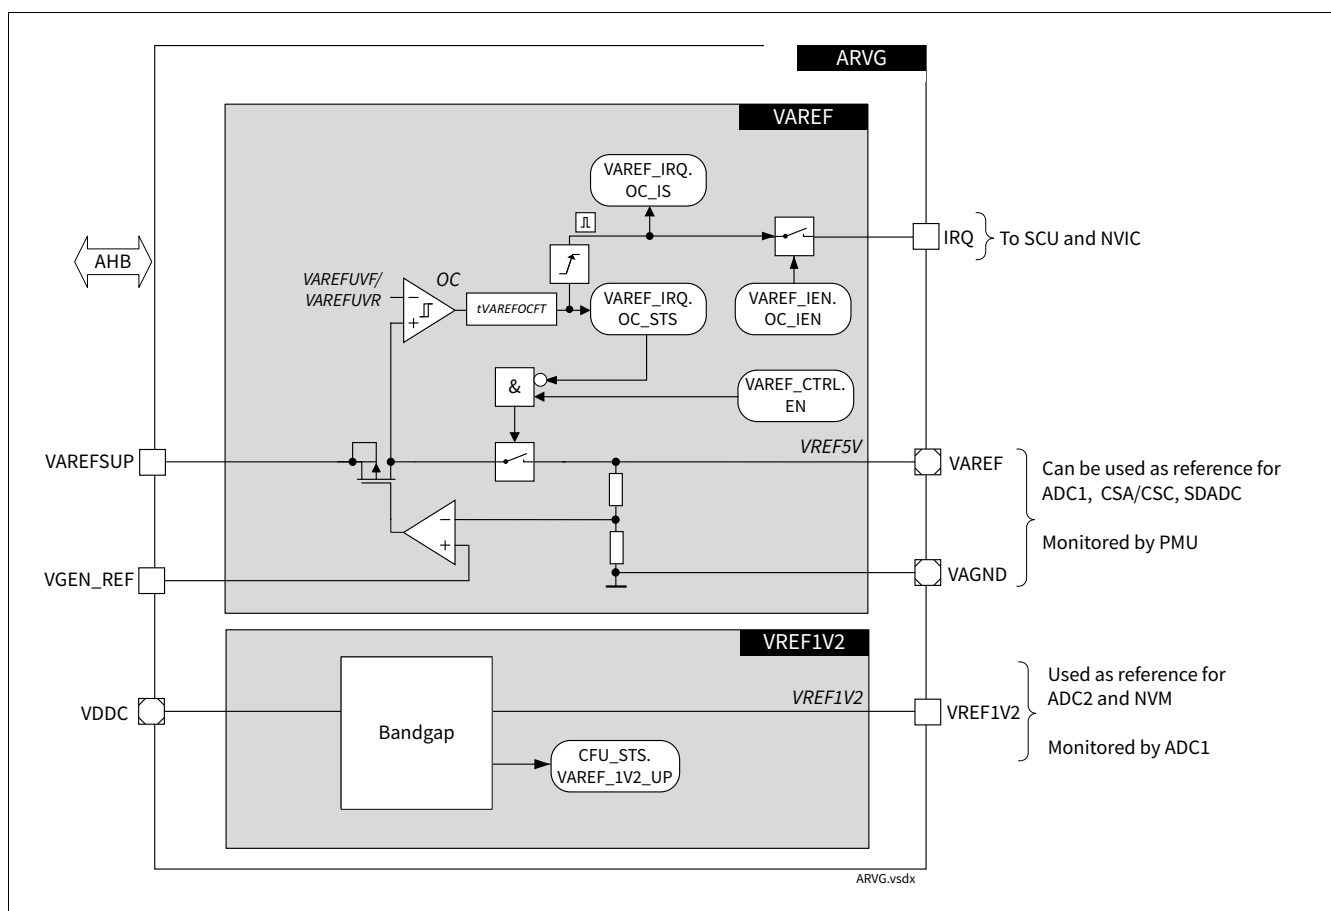 ARVG
VAREF
VAREF_IRQ.
OC_IS
IRQ
To SCU and NVIC
AHB
VAREFUVF/
VAREFUVR
OC
tVAREFOCFT
VAREF_IRQ.
OC_STS
VAREF_IEN.
OC_IEN
−
+
&
VAREF_CTRL.
EN
VREF5V
VAREFSUP
VAREF
Can be used as reference for
ADC1, CSA/CSC, SDADC
Monitored by PMU
−
+
VGEN_REF
VAGND
VREF1V2
VDDC
Bandgap
VREF1V2
VREF1V2
Used as reference for
ADC2 and NVM
Monitored by ADC1
CFU_STS.
VAREF_1V2_UP
ARVG.vsdx